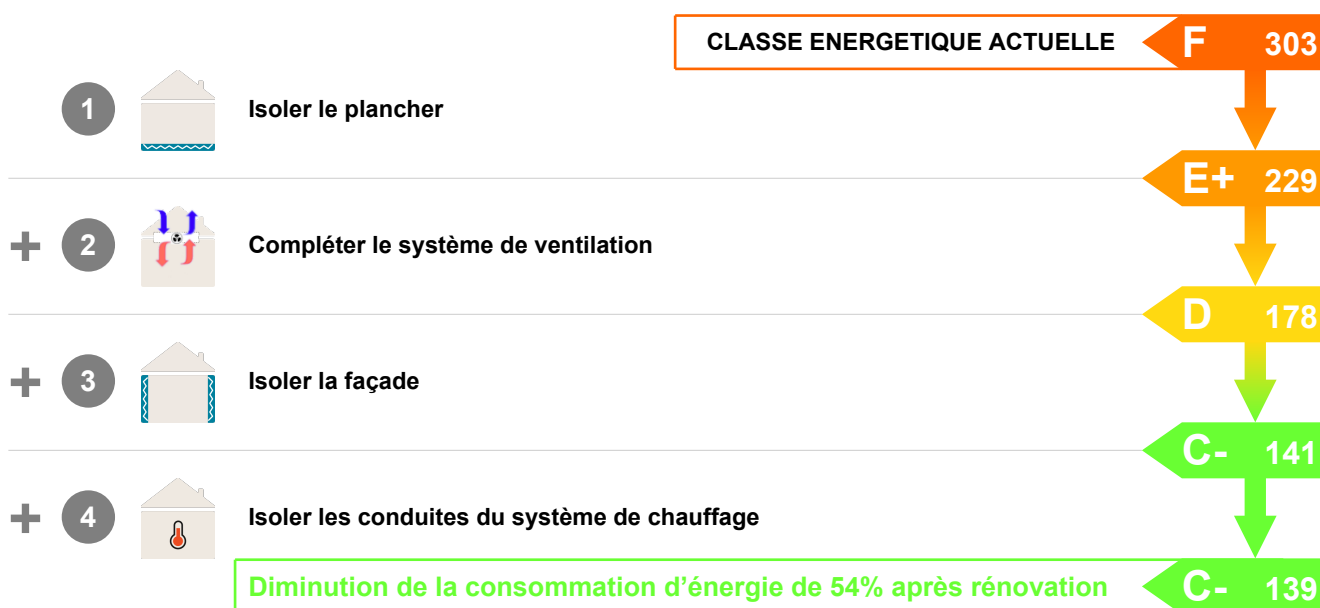 CLASSE ENERGETIQUE ACTUELLE F 303
1 Isoler le plancher
E+ 229
+ 2 Compléter le système de ventilation
D 178
+ 3 Isoler la façade
C- 141
+ 4 Isoler les conduites du système de chauffage
Diminution de la consommation d’énergie de 54% après rénovation C- 139